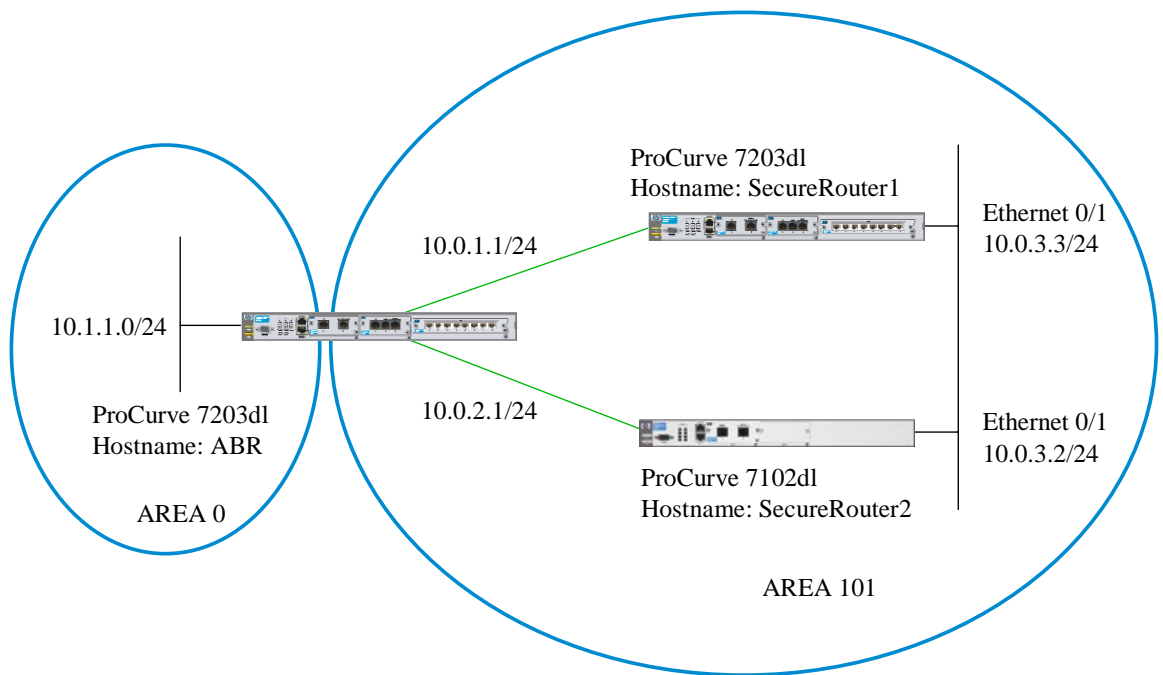 ProCurve 7203dl
Hostname: SecureRouter1
Ethernet 0/1
10.0.3.3/24
10.0.1.1/24
10.1.1.0/24
10.0.2.1/24
ProCurve 7203dl
Hostname: ABR
AREA 0
Ethernet 0/1
10.0.3.2/24
ProCurve 7102dl
Hostname: SecureRouter2
AREA 101